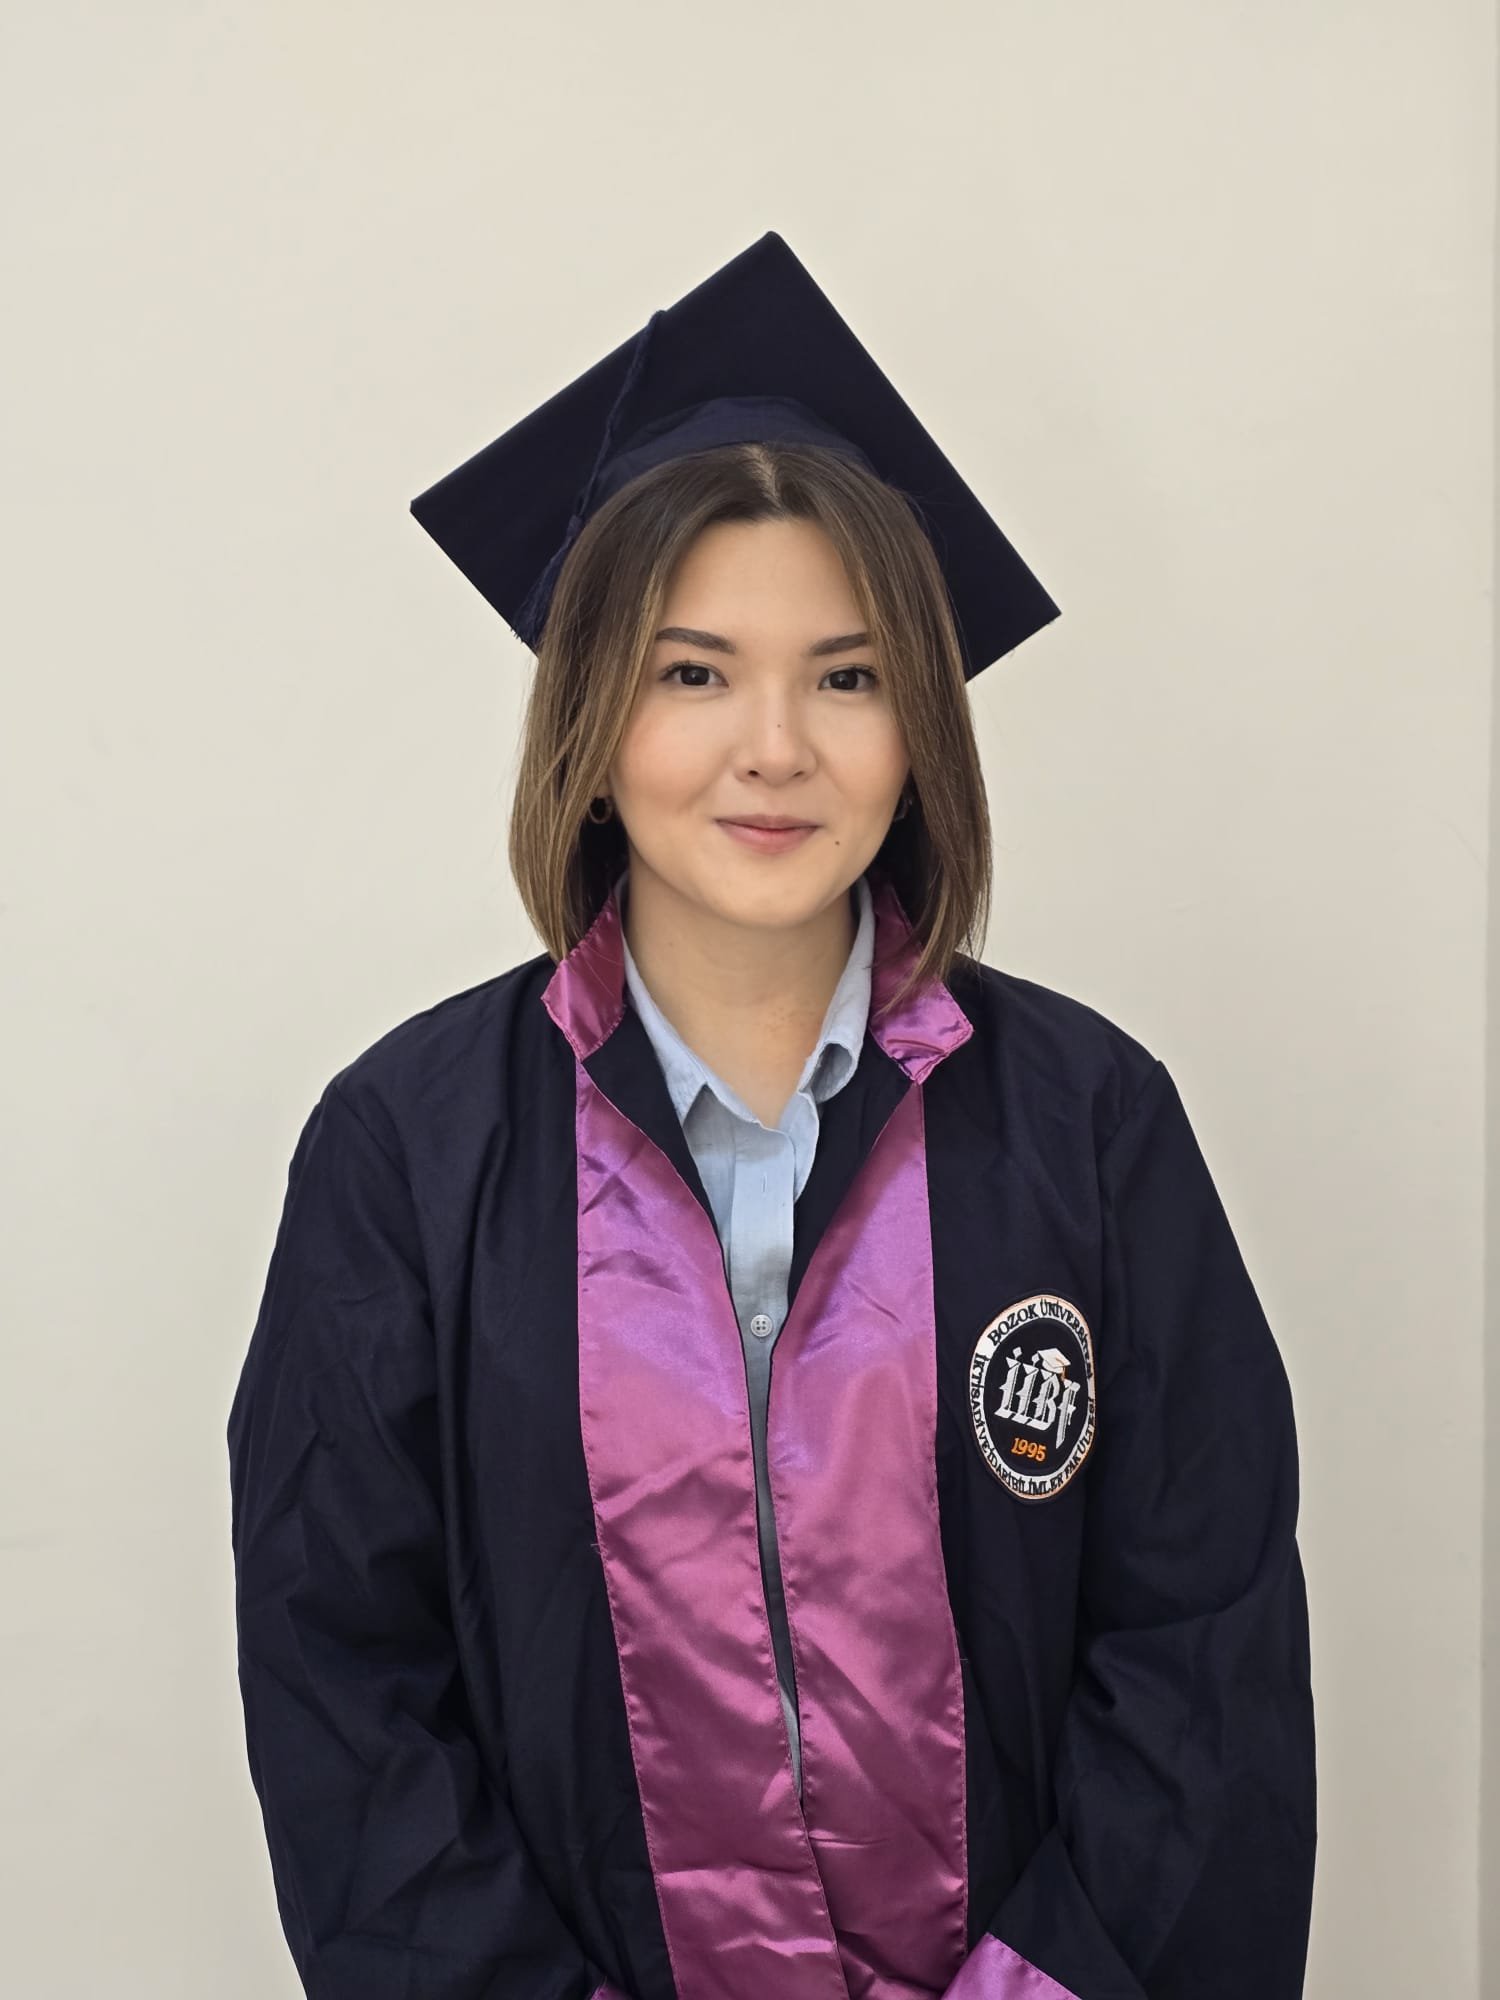 BOZOK ÜNİVERSİTESİ
İKTİSADİ VE İDARİ BİLİMLER FAKÜLTESİ
İİBF
1995